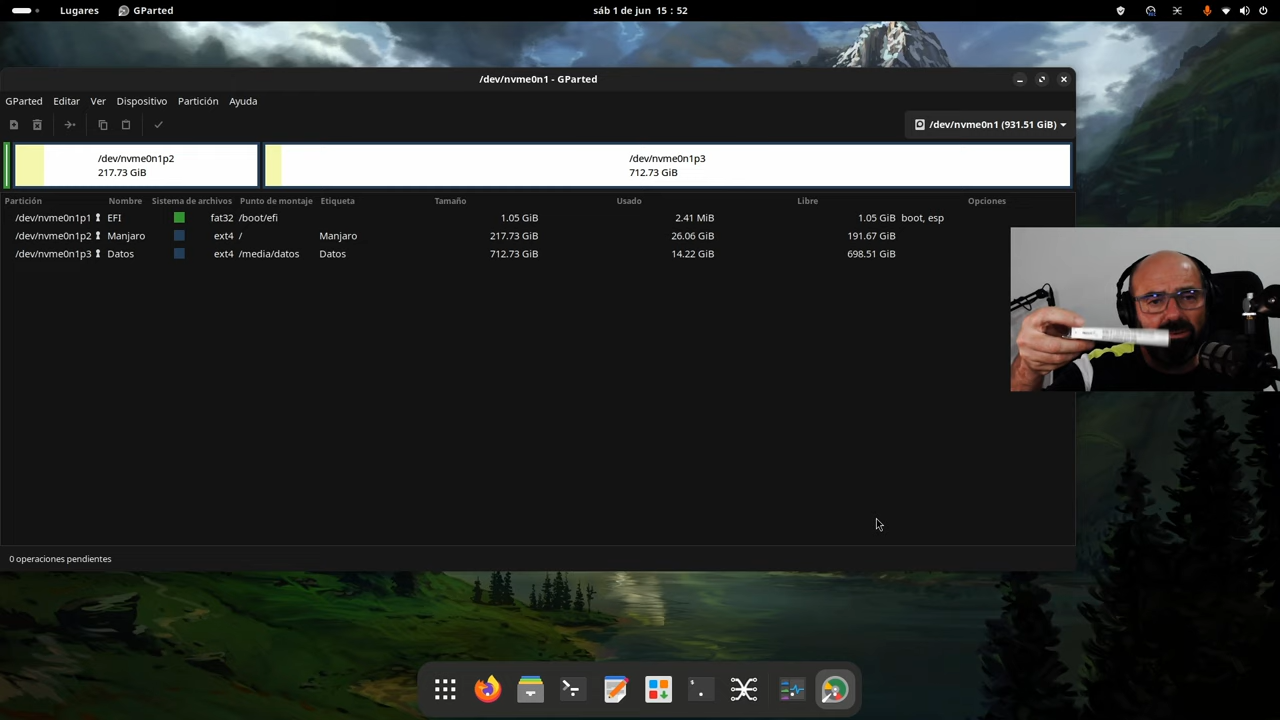 Lugares GParted sáb 1 de jun 15 : 52
/dev/nvme0n1 - GParted
GParted Editar Ver Dispositivo Partición Ayuda
/dev/nvme0n1 (931.51 GiB)
/dev/nvme0n1p2 /dev/nvme0n1p3
217.73 GiB 712.73 GiB
Partición Nombre Sistema de archivos Punto de montaje Etiqueta Tamaño Usado Libre Opciones
/dev/nvme0n1p1 EFI fat32 /boot/efi 1.05 GiB 2.41 MiB 1.05 GiB boot, esp
/dev/nvme0n1p2 Manjaro ext4 / Manjaro 217.73 GiB 26.06 GiB 191.67 GiB
/dev/nvme0n1p3 Datos ext4 /media/datos Datos 712.73 GiB 14.22 GiB 698.51 GiB
0 operaciones pendientes